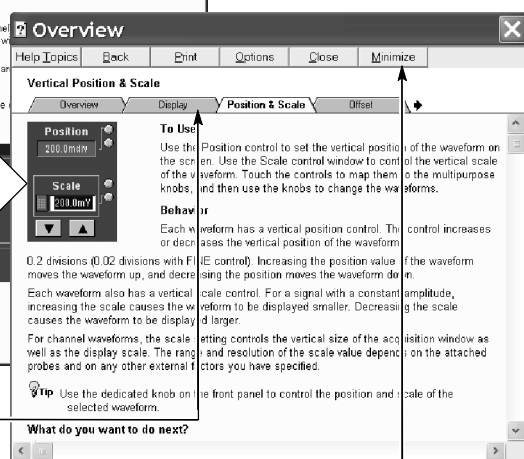 Overview
Help Topics Back Print Options Close Minimize
Vertical Position & Scale
Overview Display Position & Scale Offset
Position
200.0mdiv
Scale
200.0mV
To Use
Use the Position control to set the vertical position of the waveform on
the screen. Use the Scale control window to control the vertical scale
of the waveform. Touch the controls to map them to the multipurpose
knobs, and then use the knobs to change the waveforms.
Behavior
Each waveform has a vertical position control. The control increases
or decreases the vertical position of the waveform
0.2 divisions (0.02 divisions with FINE control). Increasing the position value of the waveform
moves the waveform up, and decreasing the position moves the waveform down.
Each waveform also has a vertical scale control. For a signal with a constant amplitude,
increasing the scale causes the waveform to be displayed smaller. Decreasing the scale
causes the waveform to be displayed larger.
For channel waveforms, the scale setting controls the vertical size of the acquisition window as
well as the display scale. The range and resolution of the scale value depends on the attached
probes and on any other external factors you have specified.
Tip Use the dedicated knob on the front panel to control the position and scale of the
selected waveform.
What do you want to do next?